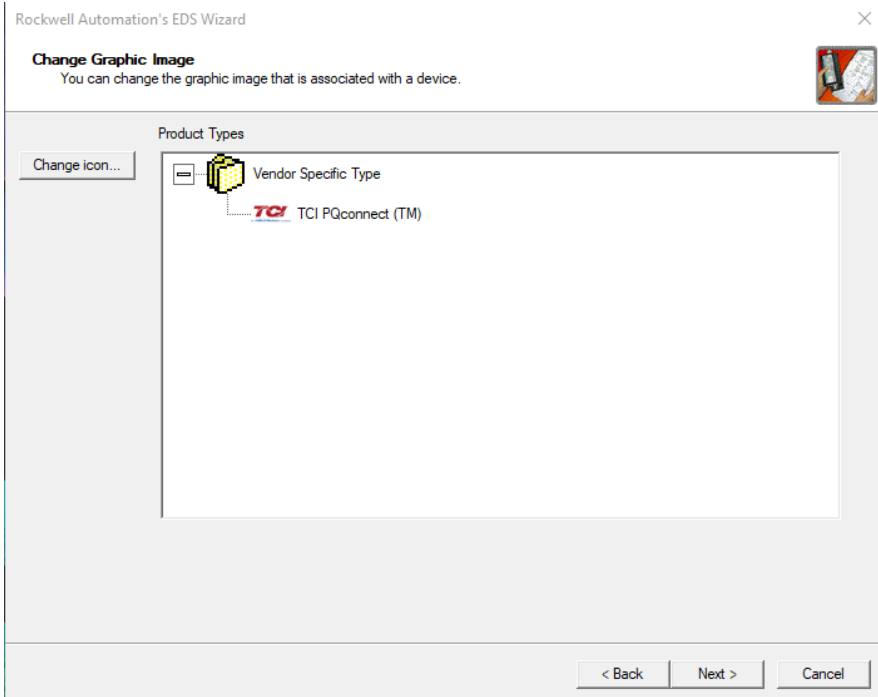 Rockwell Automation's EDS Wizard
Change Graphic Image
You can change the graphic image that is associated with a device.
Product Types
Change icon...
Vendor Specific Type
TCI
TCI PQconnect (TM)
< Back
Next >
Cancel